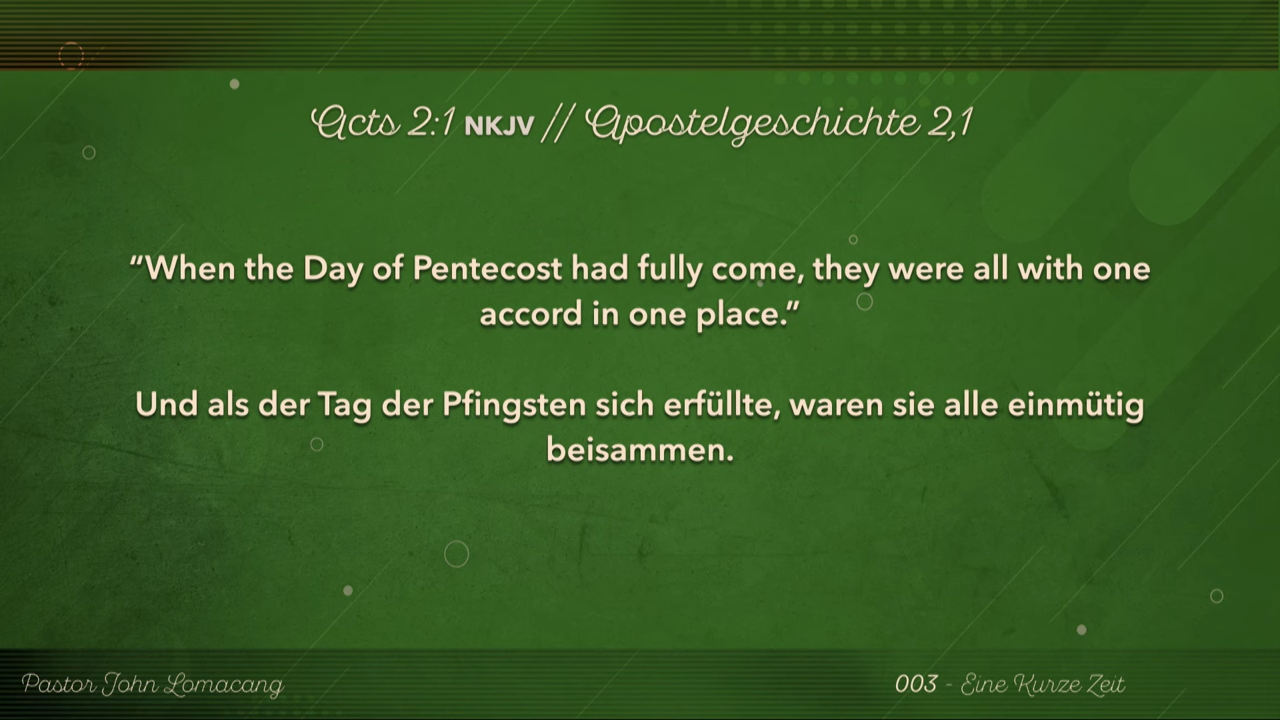 Acts 2:1 NKJV // Apostelgeschichte 2,1
“When the Day of Pentecost had fully come, they were all with one
accord in one place.”
Und als der Tag der Pfingsten sich erfüllte, waren sie alle einmütig
beisammen.
Pastor John Lomacang
003 - Eine Kurze Zeit